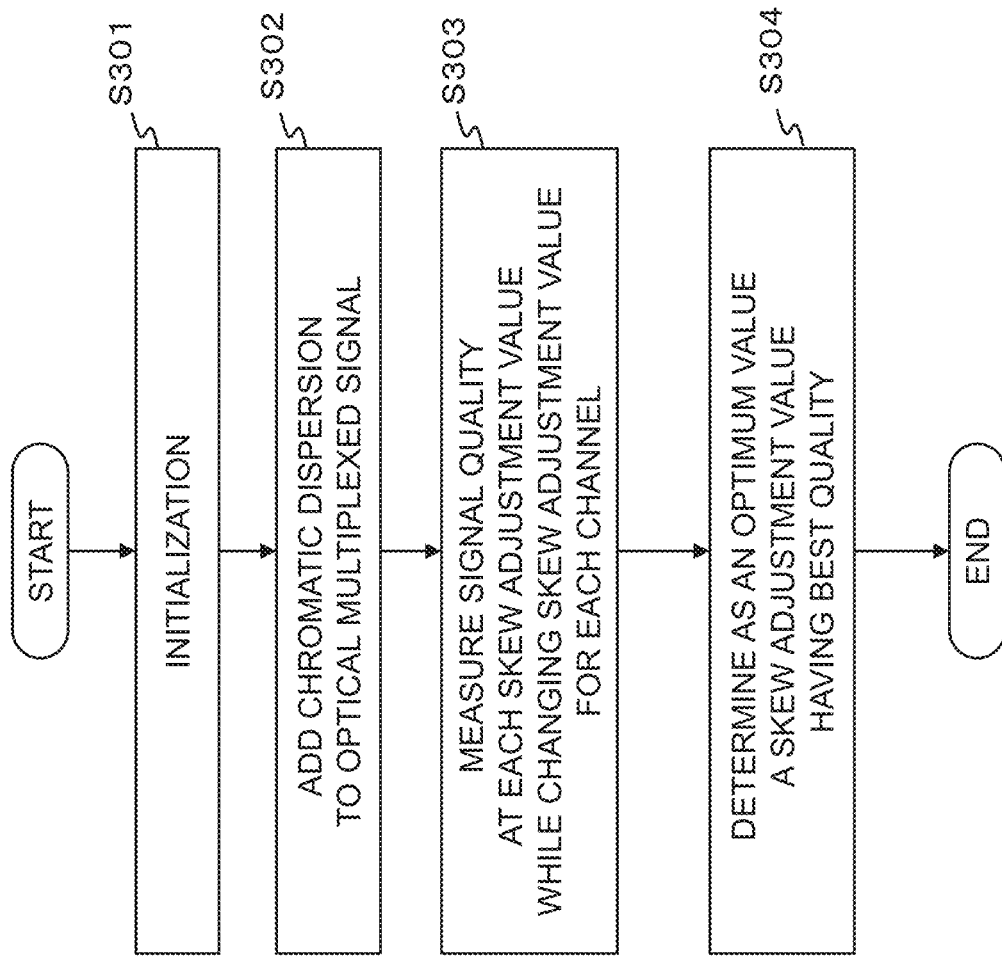 START
S301
INITIALIZATION
S302
ADD CHROMATIC DISPERSION
TO OPTICAL MULTIPLEXED SIGNAL
S303
MEASURE SIGNAL QUALITY
AT EACH SKEW ADJUSTMENT VALUE
WHILE CHANGING SKEW ADJUSTMENT VALUE
FOR EACH CHANNEL
S304
DETERMINE AS AN OPTIMUM VALUE
A SKEW ADJUSTMENT VALUE
HAVING BEST QUALITY
END